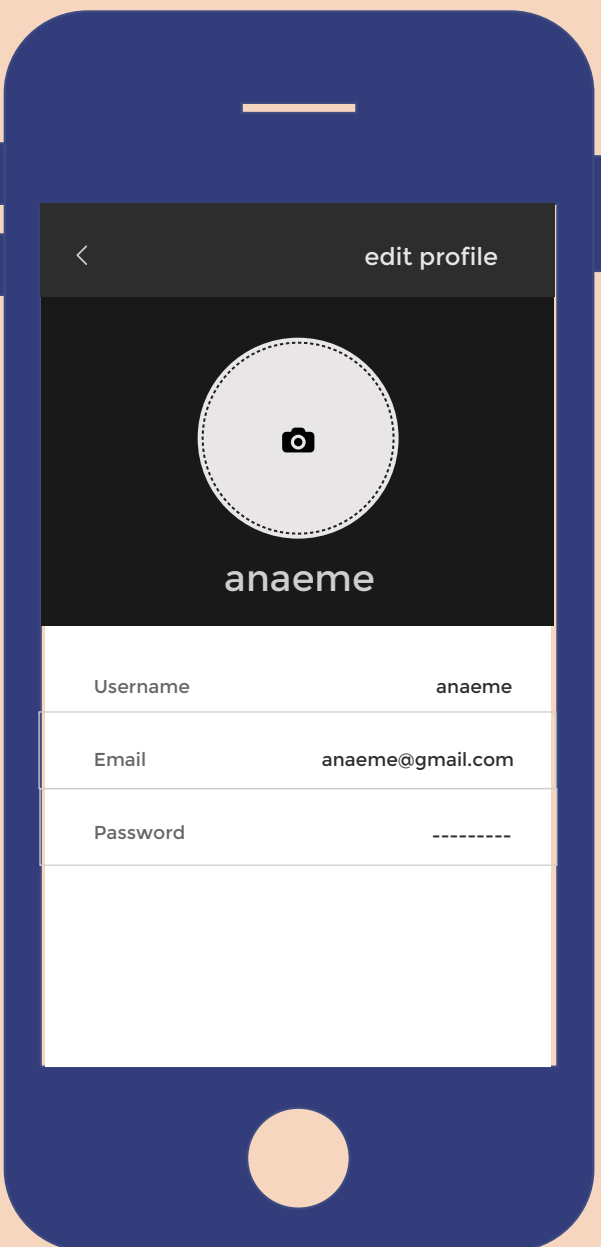 edit profile
anaeme
Username anaeme
Email anaeme@gmail.com
Password ---------